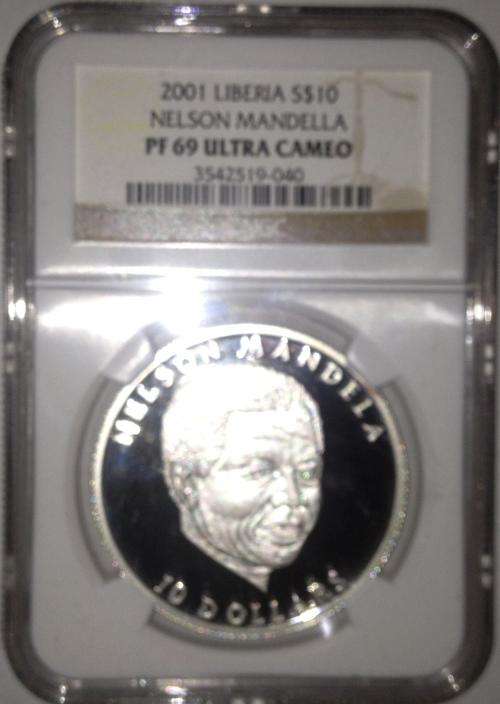 2001 LIBERIA S$10
NELSON MANDELLA
PF 69 ULTRA CAMEO
3542519-040
NELSON MANDELA
10 DOLLARS